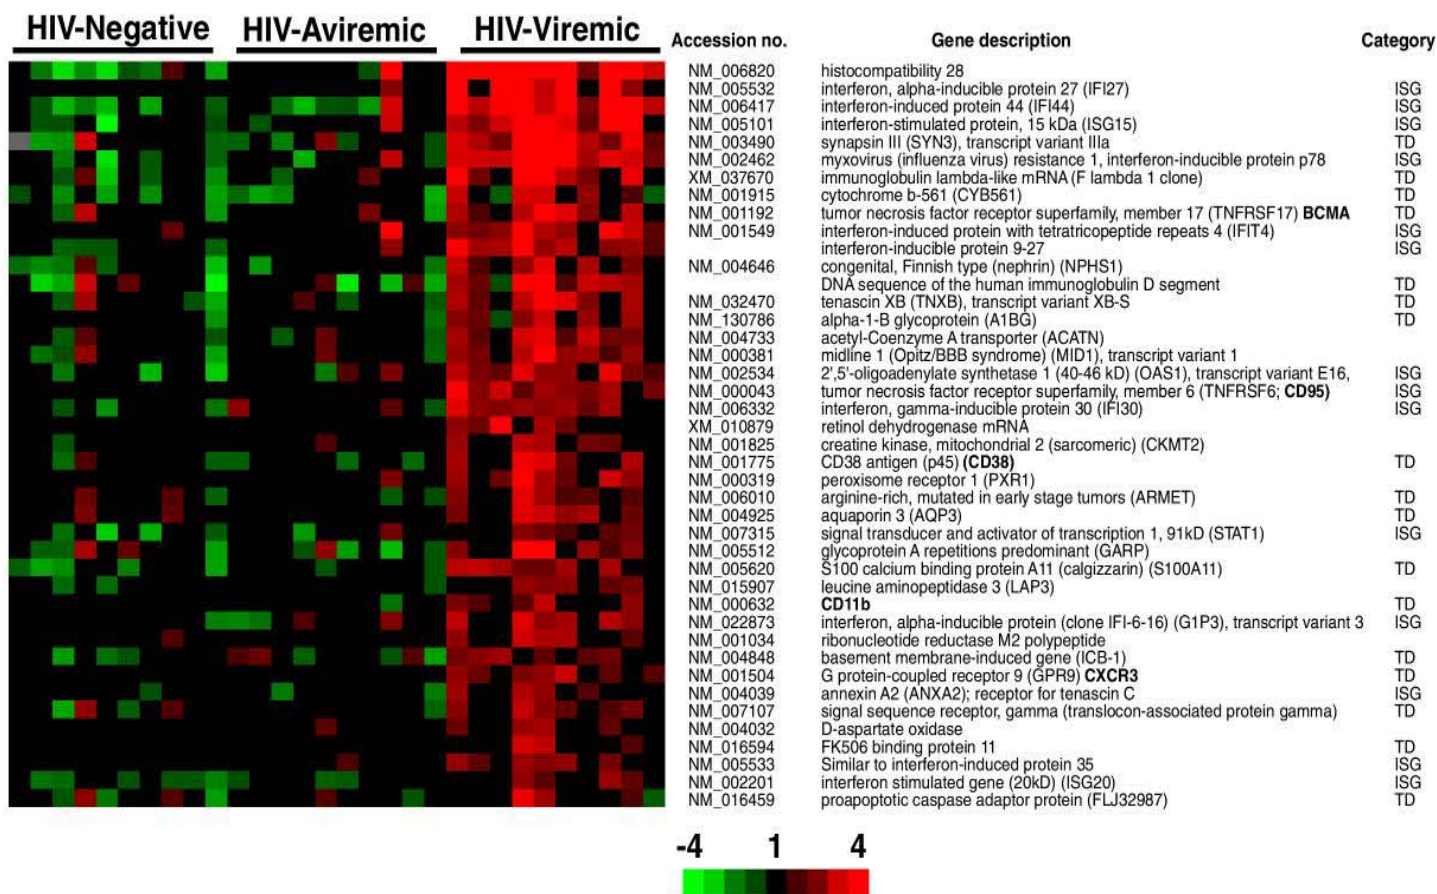 HIV-Negative HIV-Aviremic HIV-Viremic
Accession no. Gene description Category
NM_006820 histocompatibility 28
NM_005532 interferon, alpha-inducible protein 27 (IFI27) ISG
NM_006417 interferon-induced protein 44 (IFI44) ISG
NM_005101 interferon-stimulated protein, 15 kDa (ISG15) ISG
NM_003490 synapsin III (SYN3), transcript variant IIIa TD
NM_002462 myxovirus (influenza virus) resistance 1, interferon-inducible protein p78 ISG
XM_037670 immunoglobulin lambda-like mRNA (F lambda 1 clone) TD
NM_001915 cytochrome b-561 (CYB561) TD
NM_001192 tumor necrosis factor receptor superfamily, member 17 (TNFRSF17) BCMA TD
NM_001549 interferon-induced protein with tetratricopeptide repeats 4 (IFIT4) ISG
interferon-inducible protein 9-27 ISG
NM_004646 congenital, Finnish type (nephrin) (NPHS1)
DNA sequence of the human immunoglobulin D segment TD
NM_032470 tenascin XB (TNXB), transcript variant XB-S TD
NM_130786 alpha-1-B glycoprotein (A1BG) TD
NM_004733 acetyl-Coenzyme A transporter (ACATN)
NM_000381 midline 1 (Opitz/BBB syndrome) (MID1), transcript variant 1
NM_002534 2',5'-oligoadenylate synthetase 1 (40-46 kD) (OAS1), transcript variant E16, ISG
NM_000043 tumor necrosis factor receptor superfamily, member 6 (TNFRSF6; CD95) ISG
NM_006332 interferon, gamma-inducible protein 30 (IFI30) ISG
XM_010879 retinol dehydrogenase mRNA
NM_001825 creatine kinase, mitochondrial 2 (sarcomeric) (CKMT2)
NM_001775 CD38 antigen (p45) (CD38) TD
NM_000319 peroxisome receptor 1 (PXR1)
NM_006010 arginine-rich, mutated in early stage tumors (ARMET) TD
NM_004925 aquaporin 3 (AQP3) TD
NM_007315 signal transducer and activator of transcription 1, 91kD (STAT1) ISG
NM_005512 glycoprotein A repetitions predominant (GARP)
NM_005620 S100 calcium binding protein A11 (calgizzarin) (S100A11) TD
NM_015907 leucine aminopeptidase 3 (LAP3)
NM_000632 CD11b TD
NM_022873 interferon, alpha-inducible protein (clone IFI-6-16) (G1P3), transcript variant 3 ISG
NM_001034 ribonucleotide reductase M2 polypeptide
NM_004848 basement membrane-induced gene (ICB-1) TD
NM_001504 G protein-coupled receptor 9 (GPR9) CXCR3 TD
NM_004039 annexin A2 (ANXA2); receptor for tenascin C ISG
NM_007107 signal sequence receptor, gamma (translocon-associated protein gamma) TD
NM_004032 D-aspartate oxidase
NM_016594 FK506 binding protein 11 TD
NM_005533 Similar to interferon-induced protein 35 ISG
NM_002201 interferon stimulated gene (20kD) (ISG20) ISG
NM_016459 proapoptotic caspase adaptor protein (FLJ32987) TD
-4 1 4